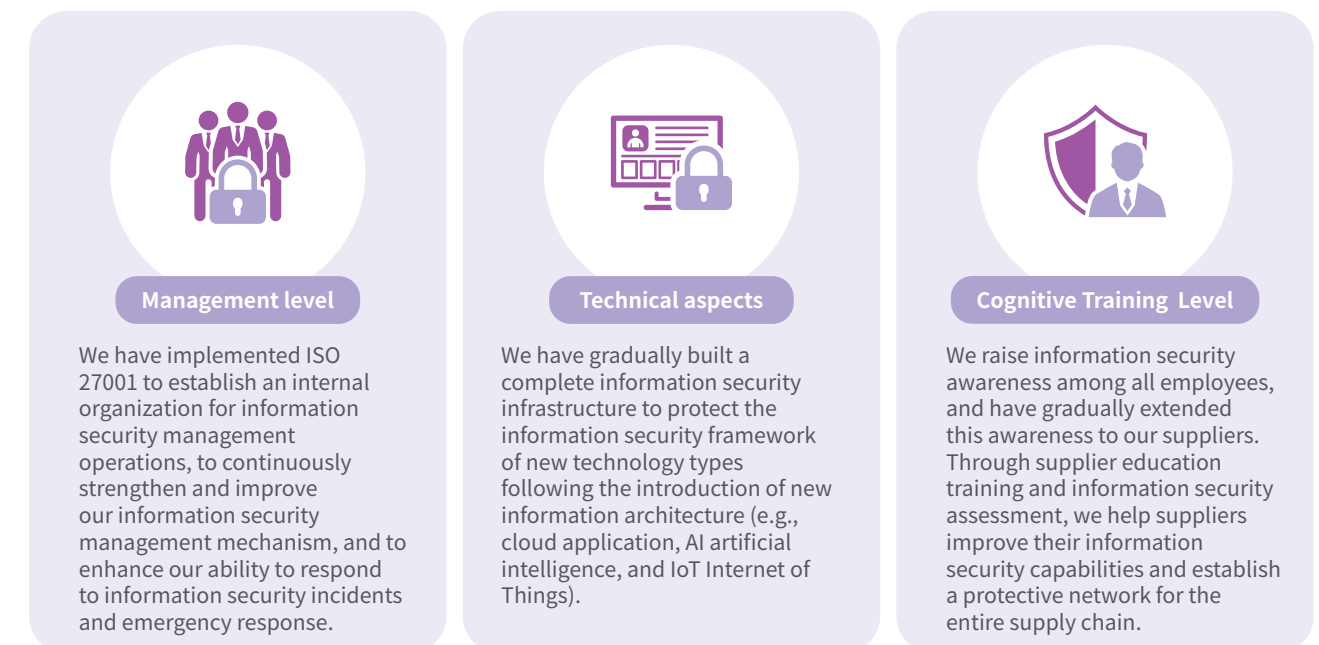 Management level
We have implemented ISO
27001 to establish an internal
organization for information
security management
operations, to continuously
strengthen and improve
our information security
management mechanism, and to
enhance our ability to respond
to information security incidents
and emergency response.
Technical aspects
We have gradually built a
complete information security
infrastructure to protect the
information security framework
of new technology types
following the introduction of new
information architecture (e.g.,
cloud application, AI artificial
intelligence, and IoT Internet of
Things).
Cognitive Training  Level
We raise information security
awareness among all employees,
and have gradually extended
this awareness to our suppliers.
Through supplier education
training and information security
assessment, we help suppliers
improve their information
security capabilities and establish
a protective network for the
entire supply chain.